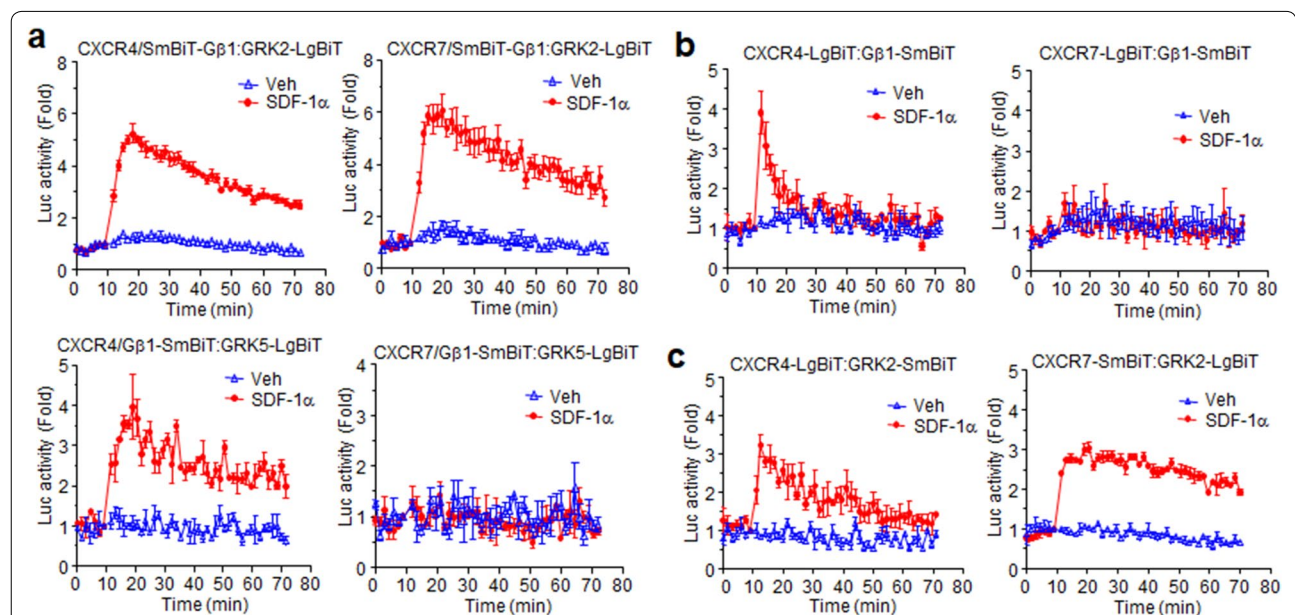 a
CXCR4/SmBiT-Gβ1:GRK2-LgBiT
Luc activity (Fold)
8
6
4
2
0
Veh
SDF-1α
0 10 20 30 40 50 60 70 80
Time (min)
CXCR7/SmBiT-Gβ1:GRK2-LgBiT
Luc activity (Fold)
8
6
4
2
0
Veh
SDF-1α
0 10 20 30 40 50 60 70 80
Time (min)
b
CXCR4-LgBiT:Gβ1-SmBiT
Luc activity (Fold)
5
4
3
2
1
0
Veh
SDF-1α
0 10 20 30 40 50 60 70 80
Time (min)
CXCR7-LgBiT:Gβ1-SmBiT
Luc activity (Fold)
5
4
3
2
1
0
Veh
SDF-1α
0 10 20 30 40 50 60 70 80
Time (min)
CXCR4/Gβ1-SmBiT:GRK5-LgBiT
Luc activity (Fold)
5
4
3
2
1
0
Veh
SDF-1α
0 10 20 30 40 50 60 70 80
Time (min)
CXCR7/Gβ1-SmBiT:GRK5-LgBiT
Luc activity (Fold)
4
3
2
1
0
Veh
SDF-1α
0 10 20 30 40 50 60 70 80
Time (min)
c
CXCR4-LgBiT:GRK2-SmBiT
Luc activity (Fold)
5
4
3
2
1
0
Veh
SDF-1α
0 10 20 30 40 50 60 70 80
Time (min)
CXCR7-SmBiT:GRK2-LgBiT
Luc activity (Fold)
5
4
3
2
1
0
Veh
SDF-1α
0 10 20 30 40 50 60 70 80
Time (min)